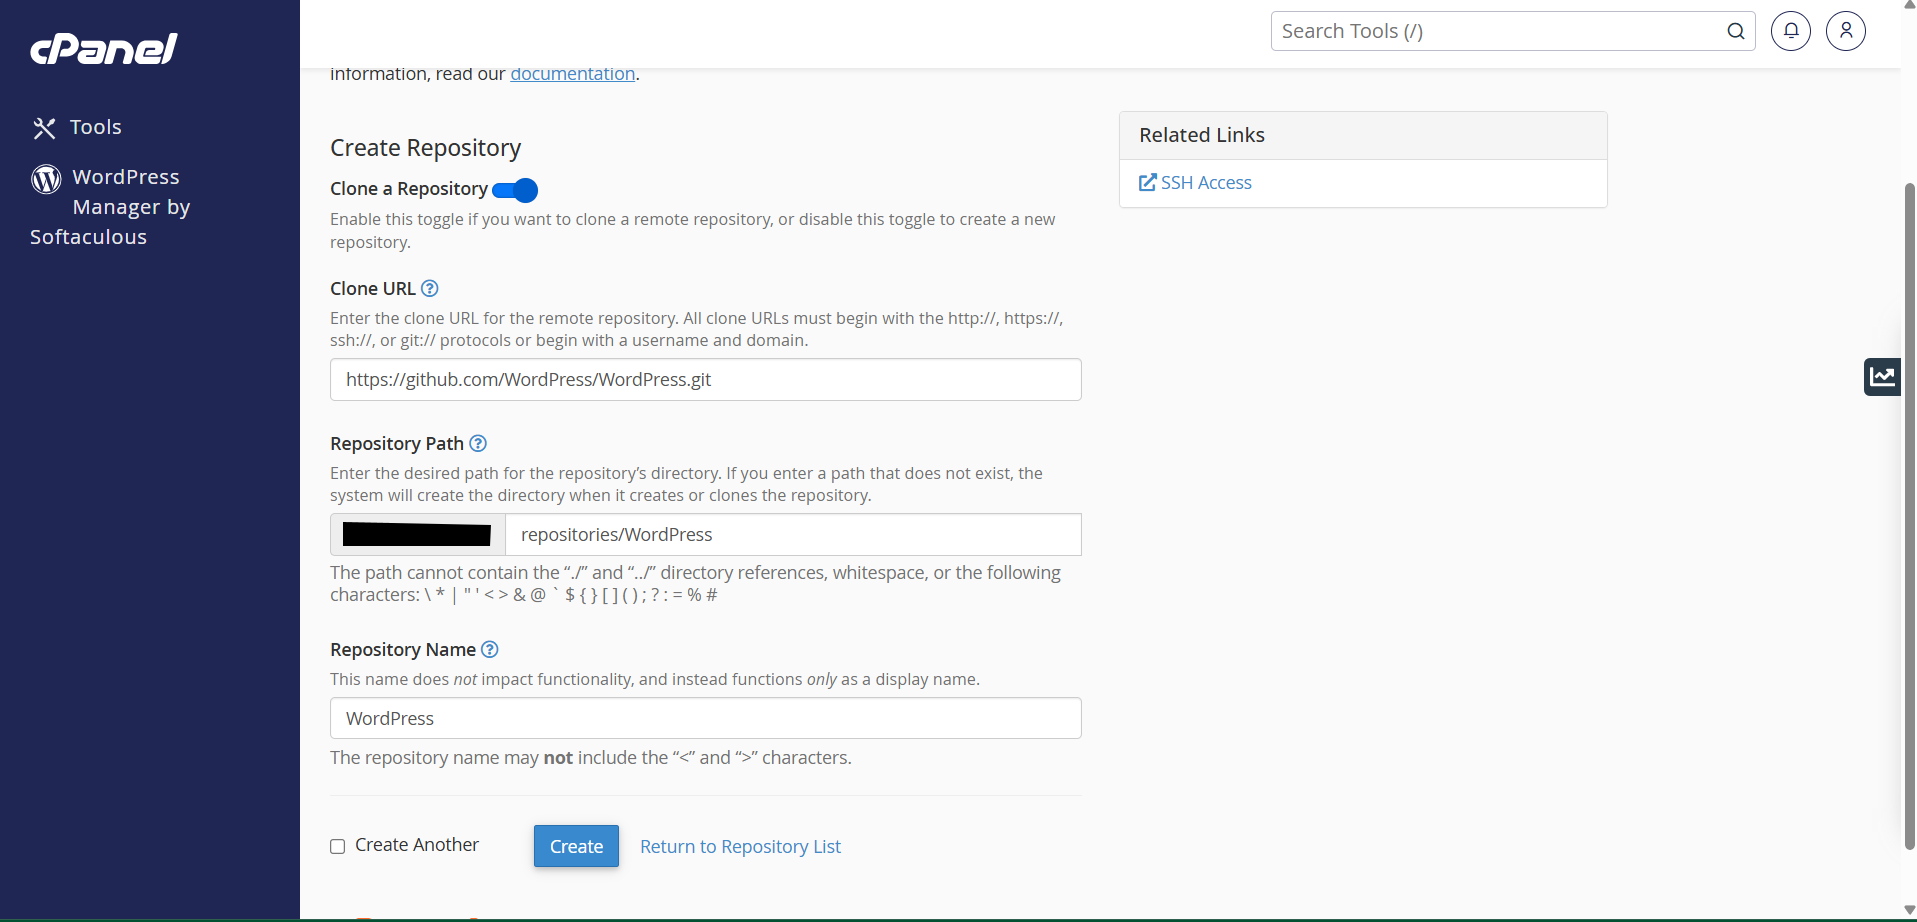 cPanel
Search Tools (/)
Tools
WordPress
Manager by
Softaculous
information, read our documentation.
Create Repository
Clone a Repository
Enable this toggle if you want to clone a remote repository, or disable this toggle to create a new
repository.
Clone URL
Enter the clone URL for the remote repository. All clone URLs must begin with the http://, https://,
ssh://, or git:// protocols or begin with a username and domain.
https://github.com/WordPress/WordPress.git
Repository Path
Enter the desired path for the repository’s directory. If you enter a path that does not exist, the
system will create the directory when it creates or clones the repository.
repositories/WordPress
The path cannot contain the “./” and “../” directory references, whitespace, or the following
characters: \ * | " ' < > & @ ` $ { } [ ] ( ) ; ? : = % #
Repository Name
This name does not impact functionality, and instead functions only as a display name.
WordPress
The repository name may not include the “<” and “>” characters.
Create Another
Create
Return to Repository List
Related Links
SSH Access